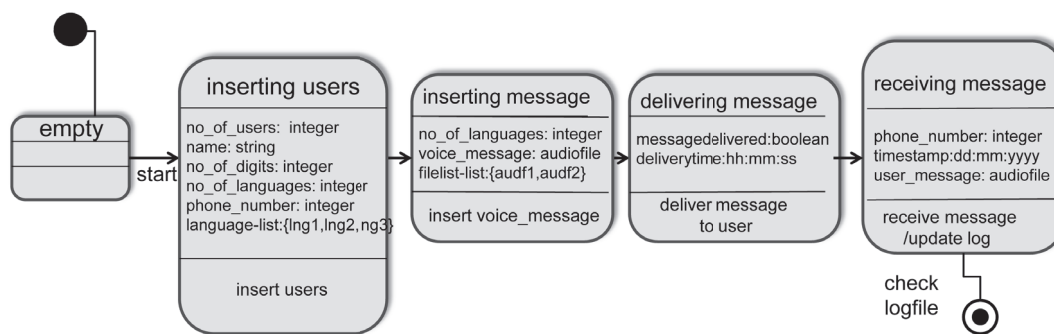 empty
start
inserting users
no_of_users: integer
name: string
no_of_digits: integer
no_of_languages: integer
phone_number: integer
language-list:{lng1,lng2,ng3}
insert users
inserting message
no_of_languages: integer
voice_message: audiofile
filelist-list:{audf1,audf2}
insert voice_message
delivering message
messagedelivered:boolean
deliverytime:hh:mm:ss
deliver message
to user
receiving message
phone_number: integer
timestamp:dd:mm:yyyy
user_message: audiofile
receive message
/update log
check
logfile